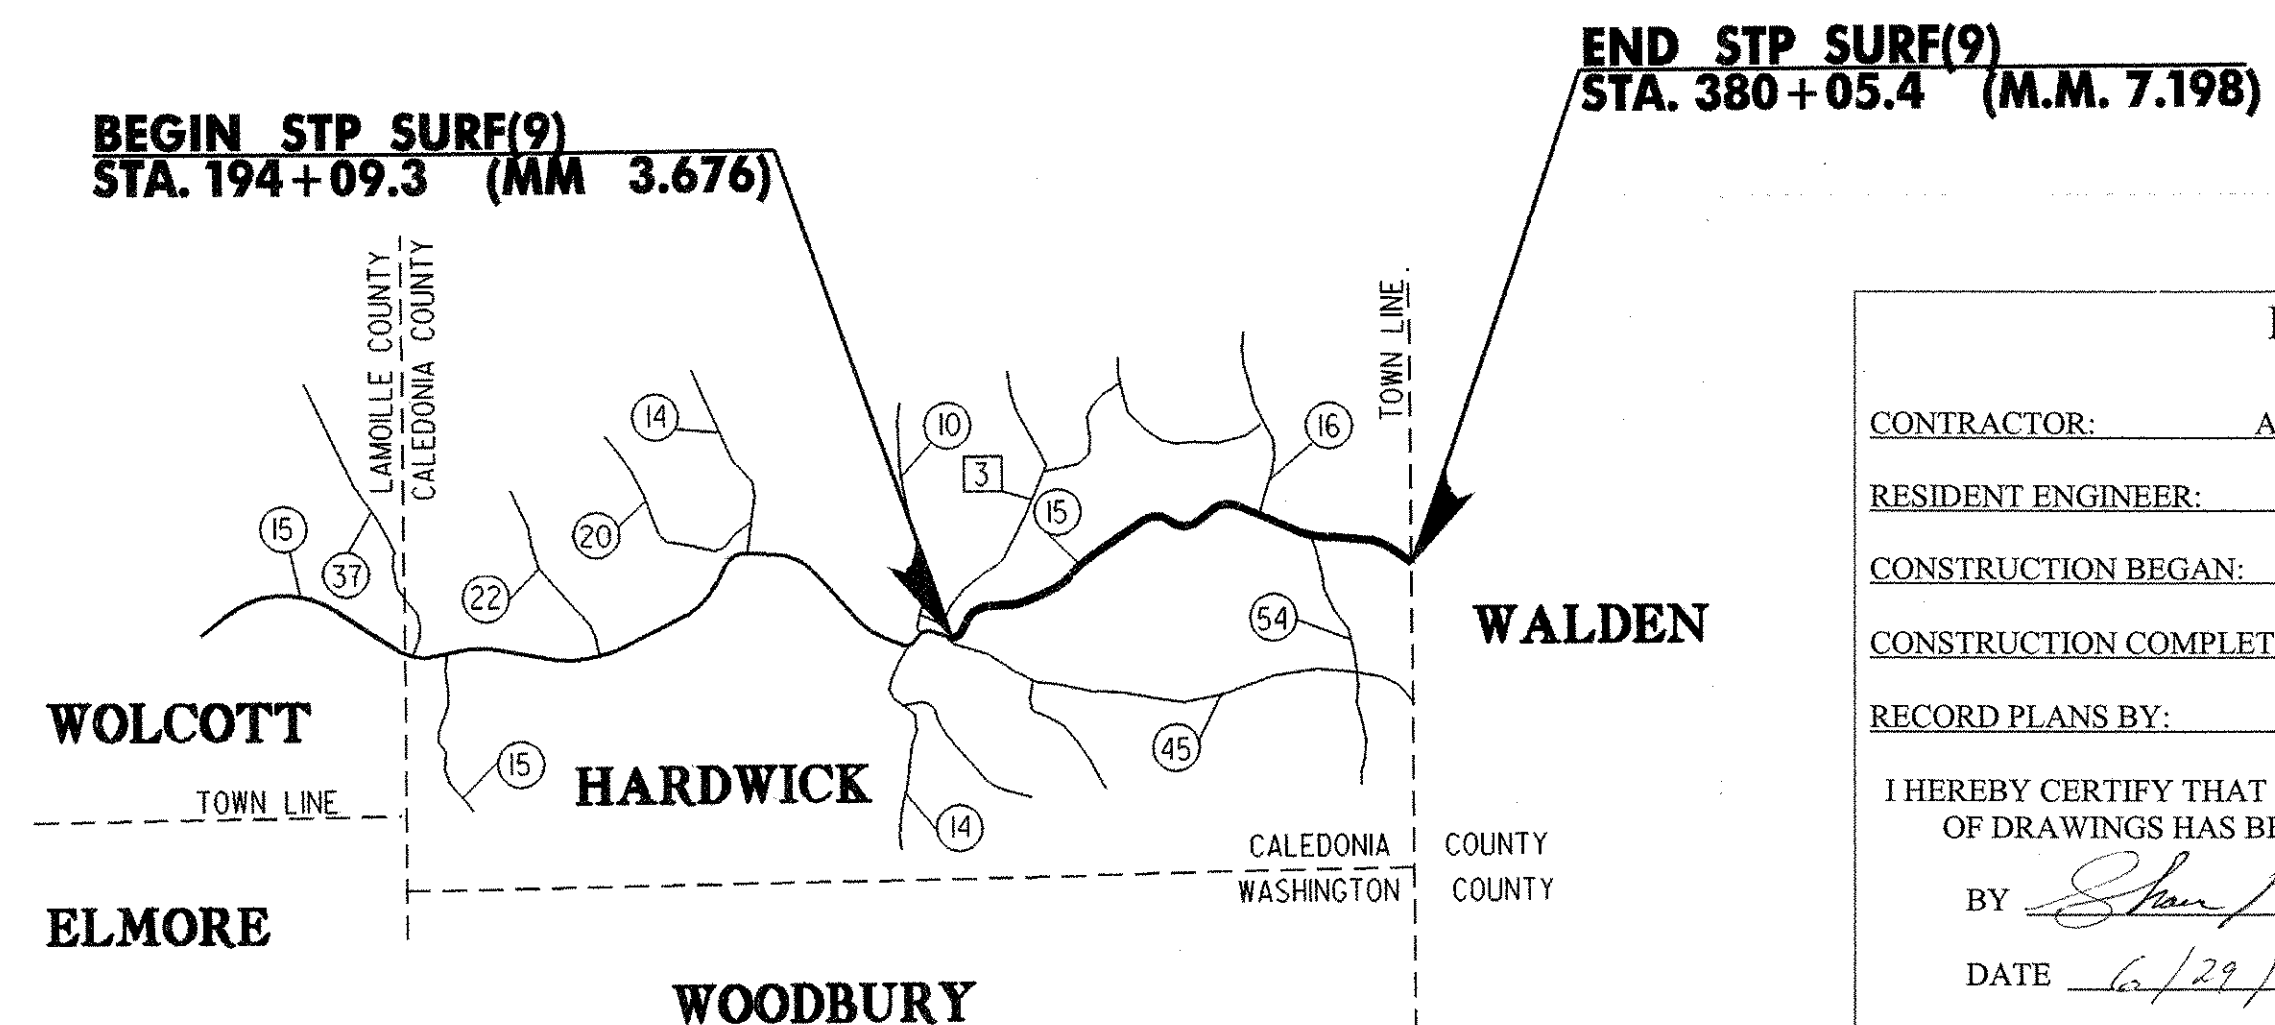 END STP SURF(9)
STA. 380+05.4 (M.M. 7.198)
BEGIN STP SURF(9)
STA. 194+09.3 (MM 3.676)
LAMOILLE COUNTY
CALEDONIA COUNTY
TOWN LINE
14
10
16
3
15
15
20
37
22
54
WALDEN
WOLCOTT
45
15
HARDWICK
TOWN LINE
14
CALEDONIA COUNTY
WASHINGTON COUNTY
ELMORE
WOODBURY
CONTRACTOR: A
RESIDENT ENGINEER:
CONSTRUCTION BEGAN:
CONSTRUCTION COMPLET
RECORD PLANS BY:
I HEREBY CERTIFY THAT
OF DRAWINGS HAS BE
BY
DATE 6/29/